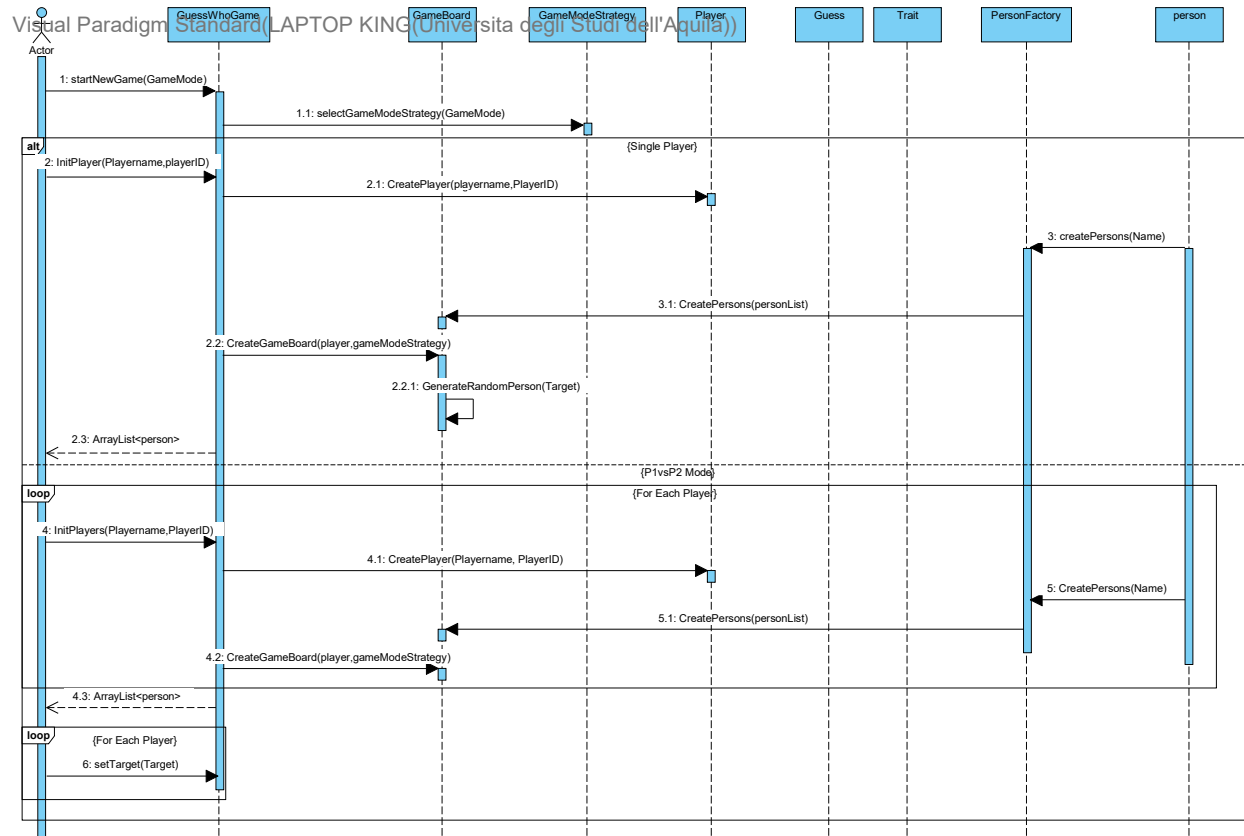 GuessWhoGame
GameBoard
GameModeStrategy
Player
Guess
Trait
PersonFactory
person
Visual Paradigm Standard(LAPTOP KING(Universita degli Studi dell'Aquila))
Actor
1: startNewGame(GameMode)
1.1: selectGameModeStrategy(GameMode)
alt
{Single Player}
2: InitPlayer(Playername,playerID)
2.1: CreatePlayer(playername,PlayerID)
3: createPersons(Name)
3.1: CreatePersons(personList)
2.2: CreateGameBoard(player,gameModeStrategy)
2.2.1: GenerateRandomPerson(Target)
2.3: ArrayList<person>
{P1vsP2 Mode}
loop
{For Each Player}
4: InitPlayers(Playername,PlayerID)
4.1: CreatePlayer(Playername, PlayerID)
5: CreatePersons(Name)
5.1: CreatePersons(personList)
4.2: CreateGameBoard(player,gameModeStrategy)
4.3: ArrayList<person>
loop
{For Each Player}
6: setTarget(Target)